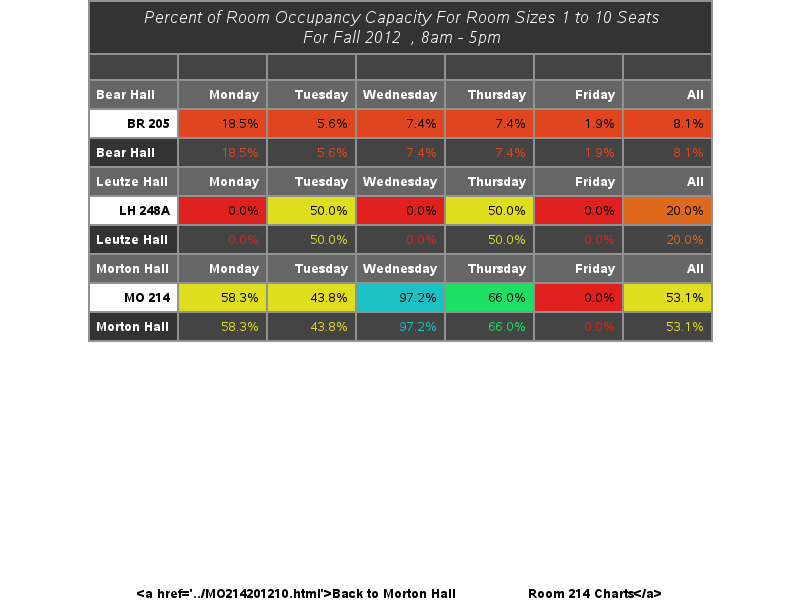 Percent of Room Occupancy Capacity For Room Sizes 1 to 10 Seats
For Fall 2012 , 8am - 5pm
Bear Hall Monday Tuesday Wednesday Thursday Friday All
BR 205 18.5% 5.6% 7.4% 7.4% 1.9% 8.1%
Bear Hall 18.5% 5.6% 7.4% 7.4% 1.9% 8.1%
Leutze Hall Monday Tuesday Wednesday Thursday Friday All
LH 248A 0.0% 50.0% 0.0% 50.0% 0.0% 20.0%
Leutze Hall 0.0% 50.0% 0.0% 50.0% 0.0% 20.0%
Morton Hall Monday Tuesday Wednesday Thursday Friday All
MO 214 58.3% 43.8% 97.2% 66.0% 0.0% 53.1%
Morton Hall 58.3% 43.8% 97.2% 66.0% 0.0% 53.1%
<a href='../MO214201210.html'>Back to Morton Hall Room 214 Charts</a>